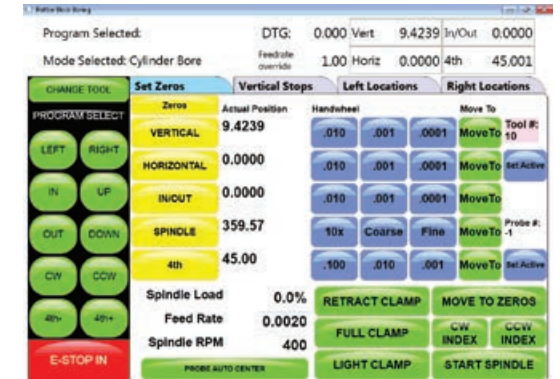 Rottler Block Boring
Program Selected: DTG: 0.000 Vert 9.4239 In/Out 0.0000
Mode Selected: Cylinder Bore Feedrate override 1.00 Horiz 0.0000 4th 45.001
CHANGE TOOL Set Zeros Vertical Stops Left Locations Right Locations
PROGRAM SELECT Zeros Actual Position Handwheel Move To
VERTICAL 9.4239 .010 .001 .0001 MoveTo Tool #: 10
LEFT RIGHT
HORIZONTAL 0.0000 .010 .001 .0001 MoveTo Set Active
IN UP IN/OUT 0.0000 .010 .001 .0001 MoveTo
OUT DOWN SPINDLE 359.57 10x Coarse Fine MoveTo Probe #: -1
CW CCW 4th 45.00 .100 .010 .001 MoveTo Set Active
Spindle Load 0.0% RETRACT CLAMP MOVE TO ZEROS
4th- 4th+ Feed Rate 0.0020 FULL CLAMP CW INDEX CCW INDEX
Spindle RPM 400
E-STOP IN PROBE AUTO CENTER LIGHT CLAMP START SPINDLE